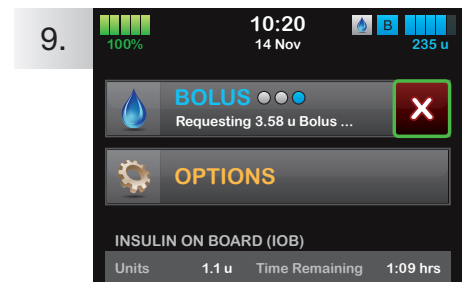 9.
100%
10:20
14 Nov
B
235 u
BOLUS
Requesting 3.58 u Bolus ...
X
OPTIONS
INSULIN ON BOARD (IOB)
Units 1.1 u Time Remaining 1:09 hrs